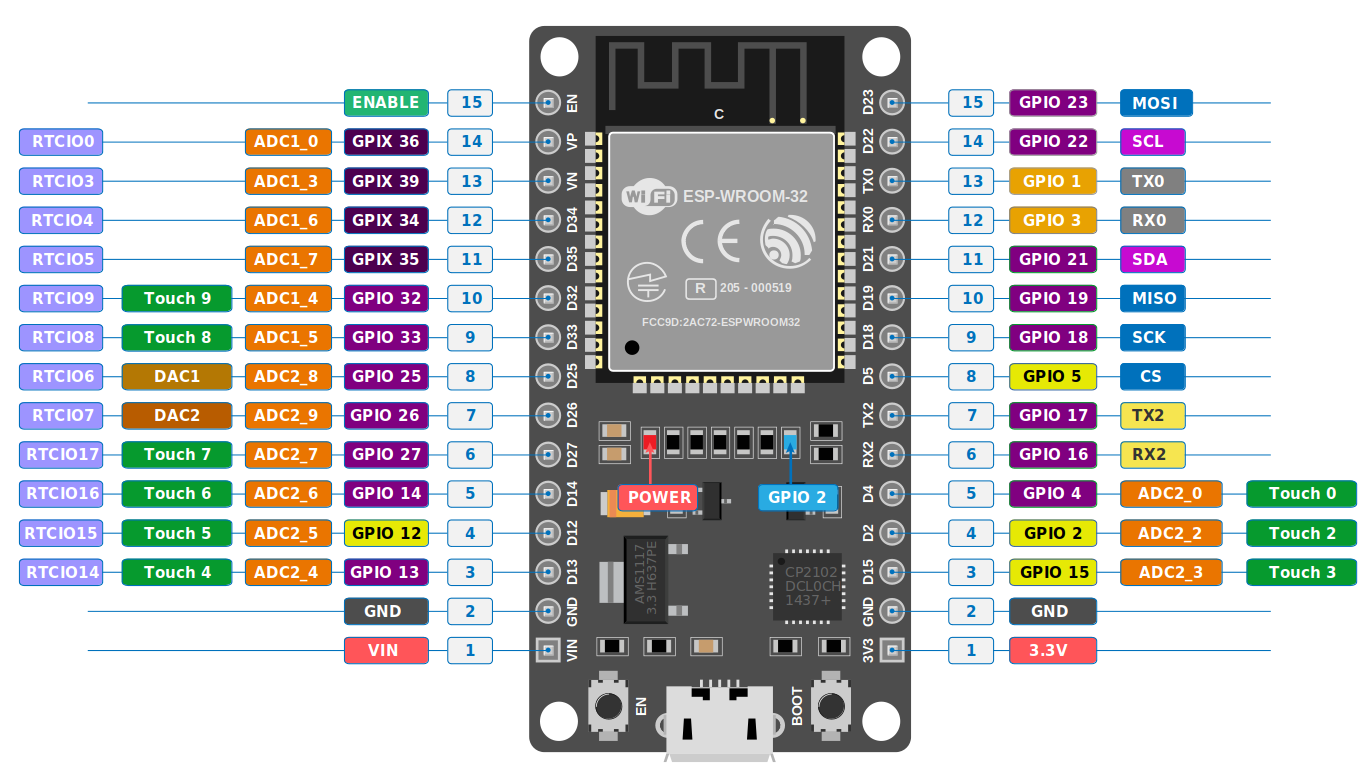 C
ENABLE 15 EN D23 15 GPIO 23 MOSI
RTCIO0 ADC1_0 GPIX 36 14 VP D22 14 GPIO 22 SCL
RTCIO3 ADC1_3 GPIX 39 13 VN TX0 13 GPIO 1 TX0
RTCIO4 ADC1_6 GPIX 34 12 D34 RX0 12 GPIO 3 RX0
RTCIO5 ADC1_7 GPIX 35 11 D35 D21 11 GPIO 21 SDA
RTCIO9 Touch 9 ADC1_4 GPIO 32 10 D32 D19 10 GPIO 19 MISO
RTCIO8 Touch 8 ADC1_5 GPIO 33 9 D33 D18 9 GPIO 18 SCK
RTCIO6 DAC1 ADC2_8 GPIO 25 8 D25 D5 8 GPIO 5 CS
RTCIO7 DAC2 ADC2_9 GPIO 26 7 D26 TX2 7 GPIO 17 TX2
RTCIO17 Touch 7 ADC2_7 GPIO 27 6 D27 RX2 6 GPIO 16 RX2
RTCIO16 Touch 6 ADC2_6 GPIO 14 5 D14 D4 5 GPIO 4 ADC2_0 Touch 0
RTCIO15 Touch 5 ADC2_5 GPIO 12 4 D12 D2 4 GPIO 2 ADC2_2 Touch 2
RTCIO14 Touch 4 ADC2_4 GPIO 13 3 D13 D15 3 GPIO 15 ADC2_3 Touch 3
GND 2 GND GND 2 GND
VIN 1 VIN 3V3 1 3.3V
WiFi ESP-WROOM-32
CE
R 205 - 000519
FCC9D:2AC72-ESPWROOM32
POWER GPIO 2
AMS1117
3.3 H637PE
CP2102
DCL0CH
1437+
EN BOOT